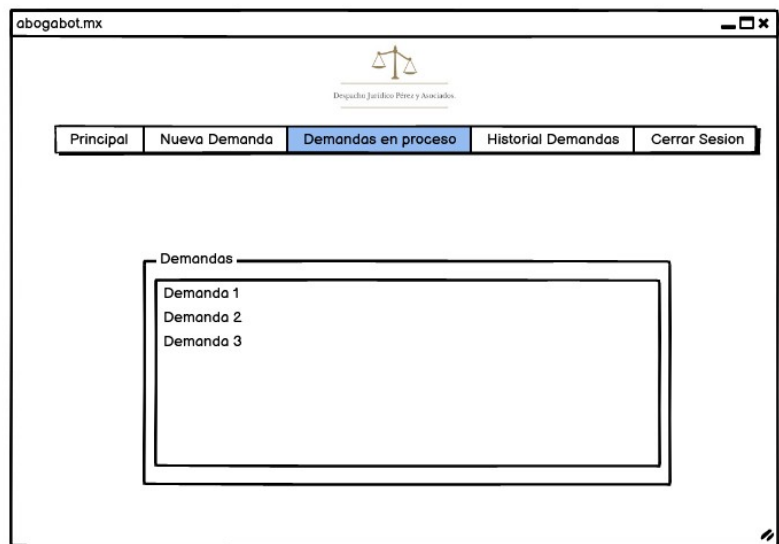 abogabot.mx
Despacho Jurídico Pérez y Asociados.
Principal Nueva Demanda Demandas en proceso Historial Demandas Cerrar Sesion
Demandas
Demanda 1
Demanda 2
Demanda 3